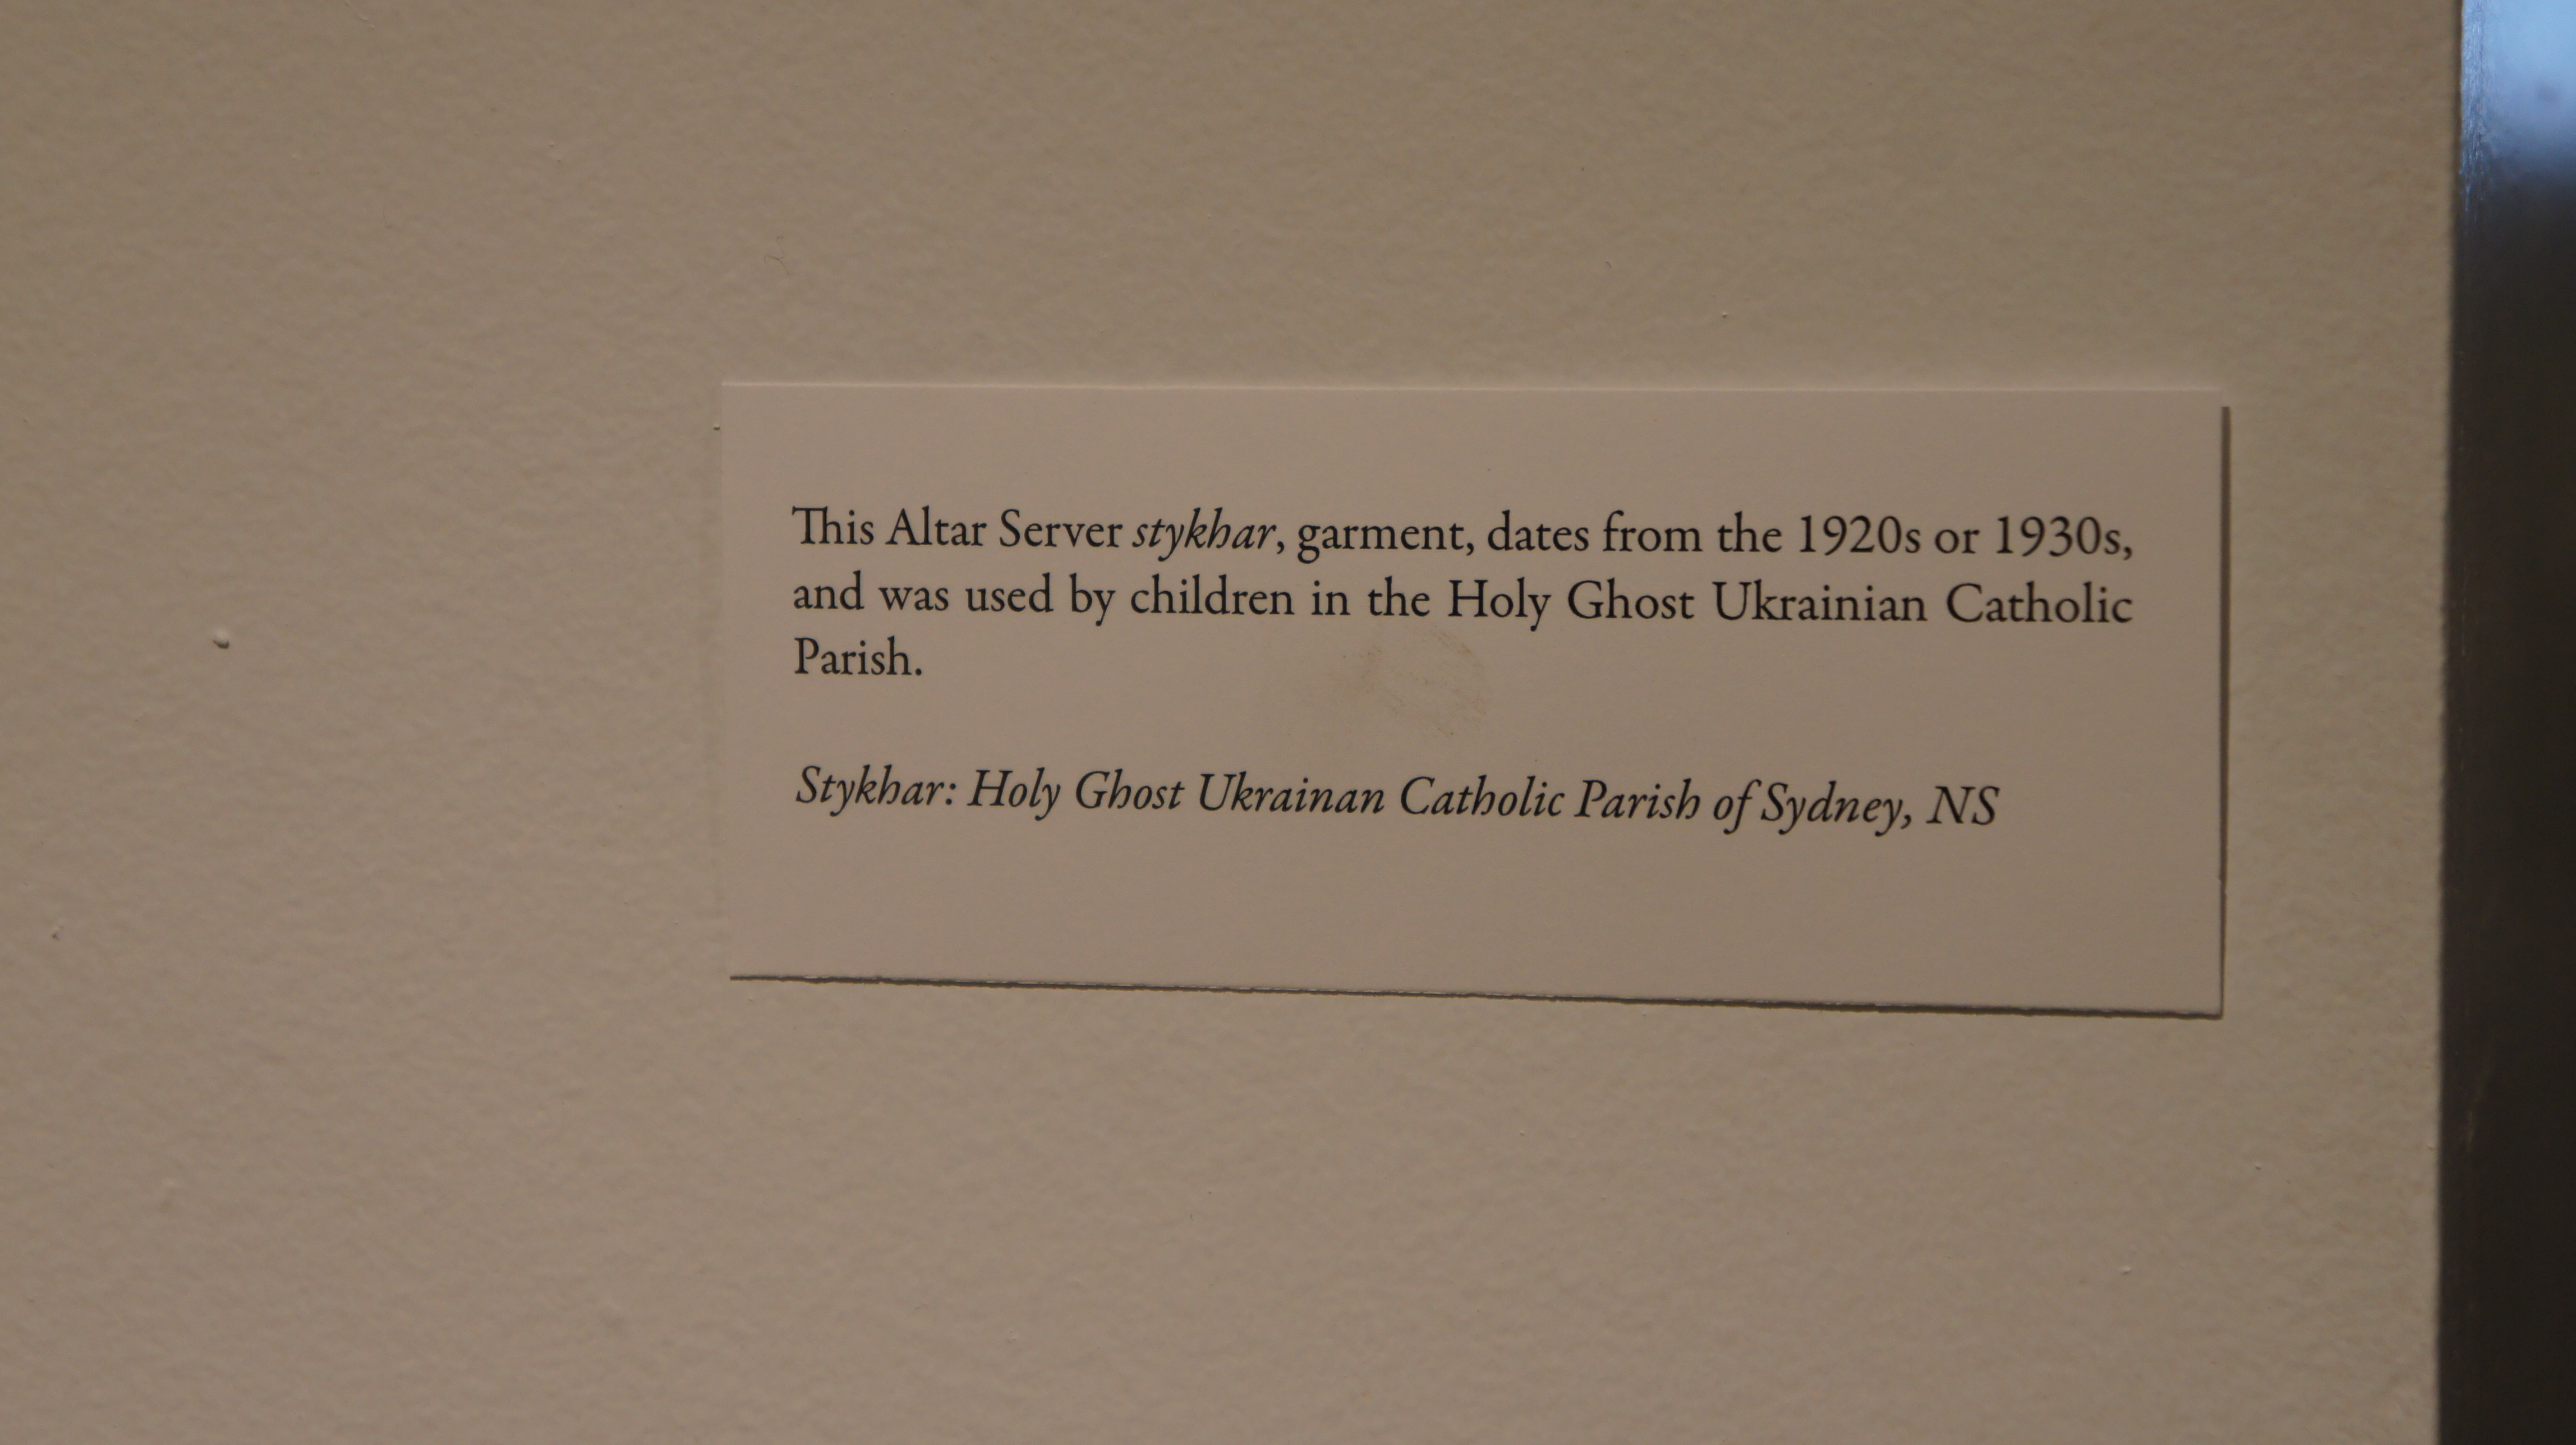 This Altar Server stykhar, garment, dates from the 1920s or 1930s,
and was used by children in the Holy Ghost Ukrainian Catholic
Parish.
Stykhar: Holy Ghost Ukrainan Catholic Parish of Sydney, NS